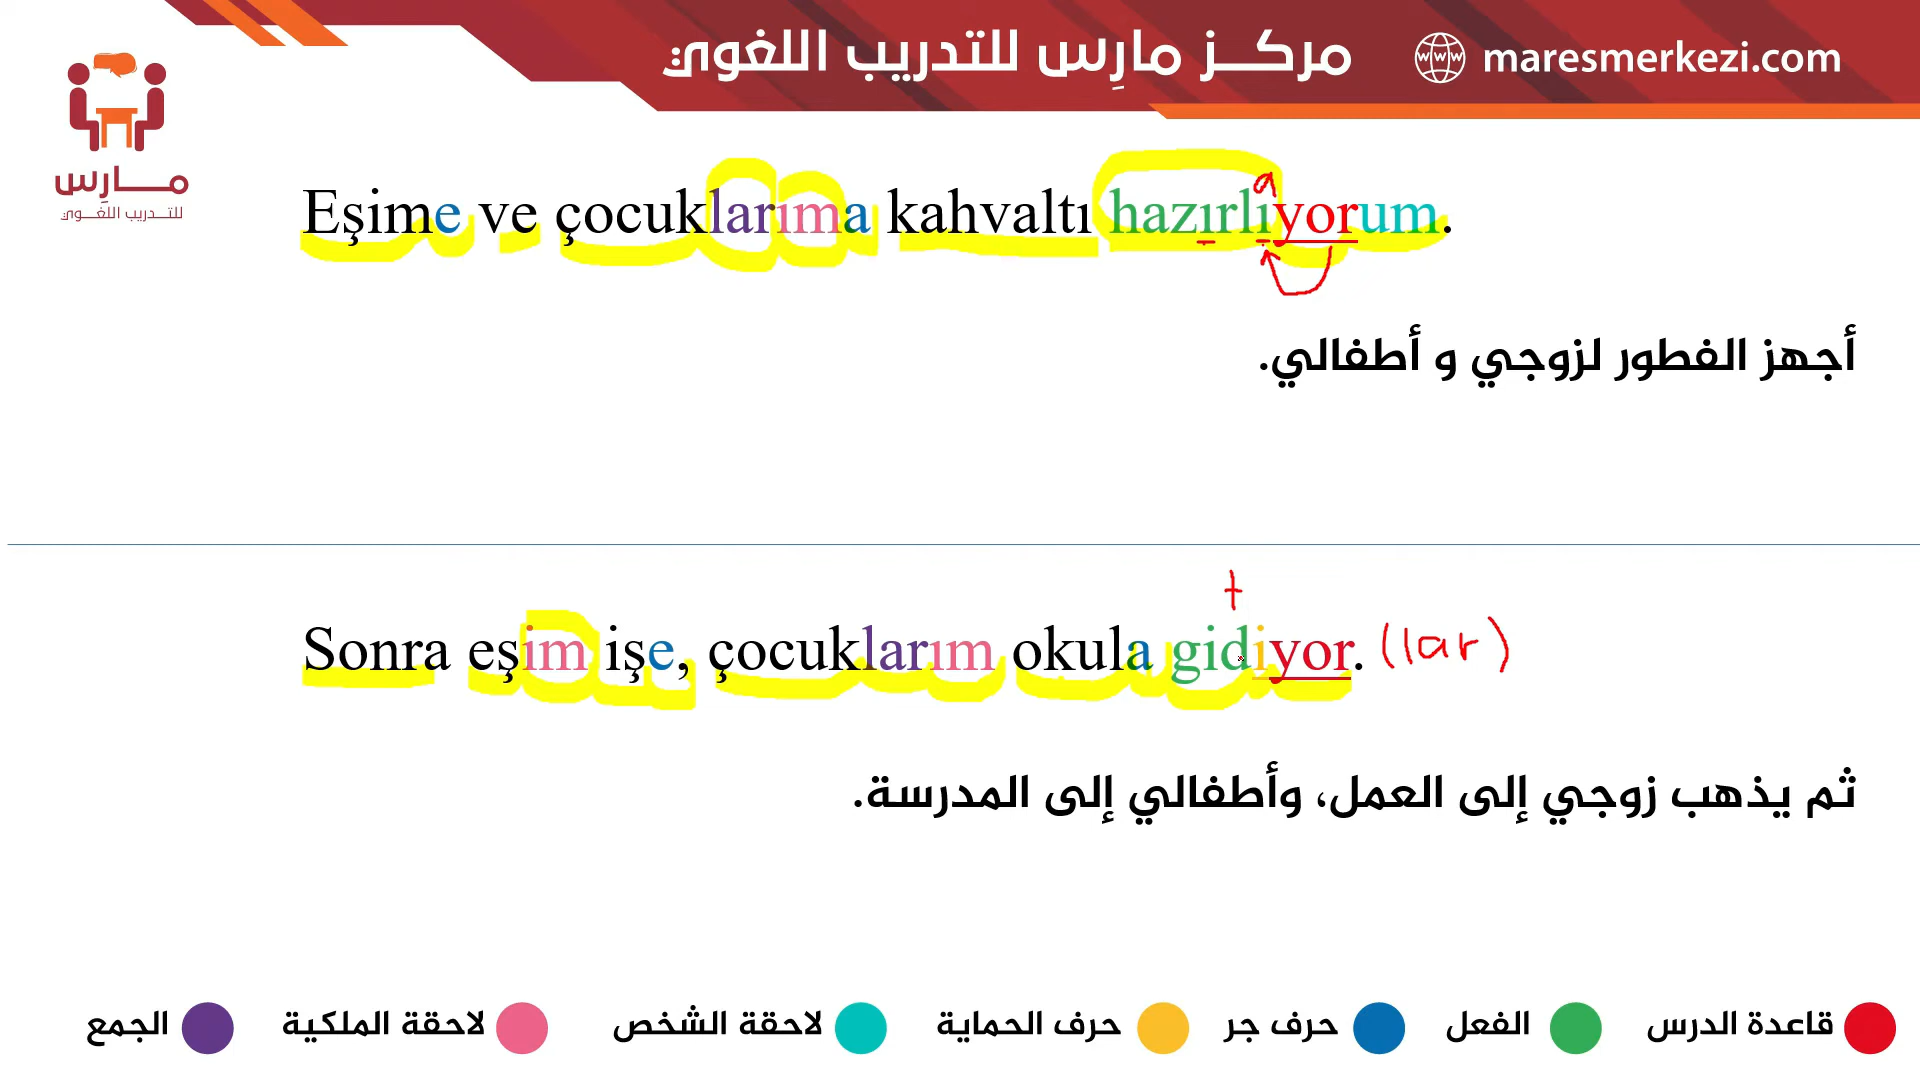 مركـــز مارِس للتدريب اللغوي
www
maresmerkezi.com
مـــارِس
للتـدريب اللغـوي
a
Eşime ve çocuklarıma kahvaltı hazırlıyorum.
أجهز الفطور لزوجي و أطفالي.
t
Sonra eşim işe, çocuklarım okula gidiyor. (lar)
ثم يذهب زوجي إلى العمل، وأطفالي إلى المدرسة.
قاعدة الدرس الفعل حرف جر حرف الحماية لاحقة الشخص لاحقة الملكية الجمع